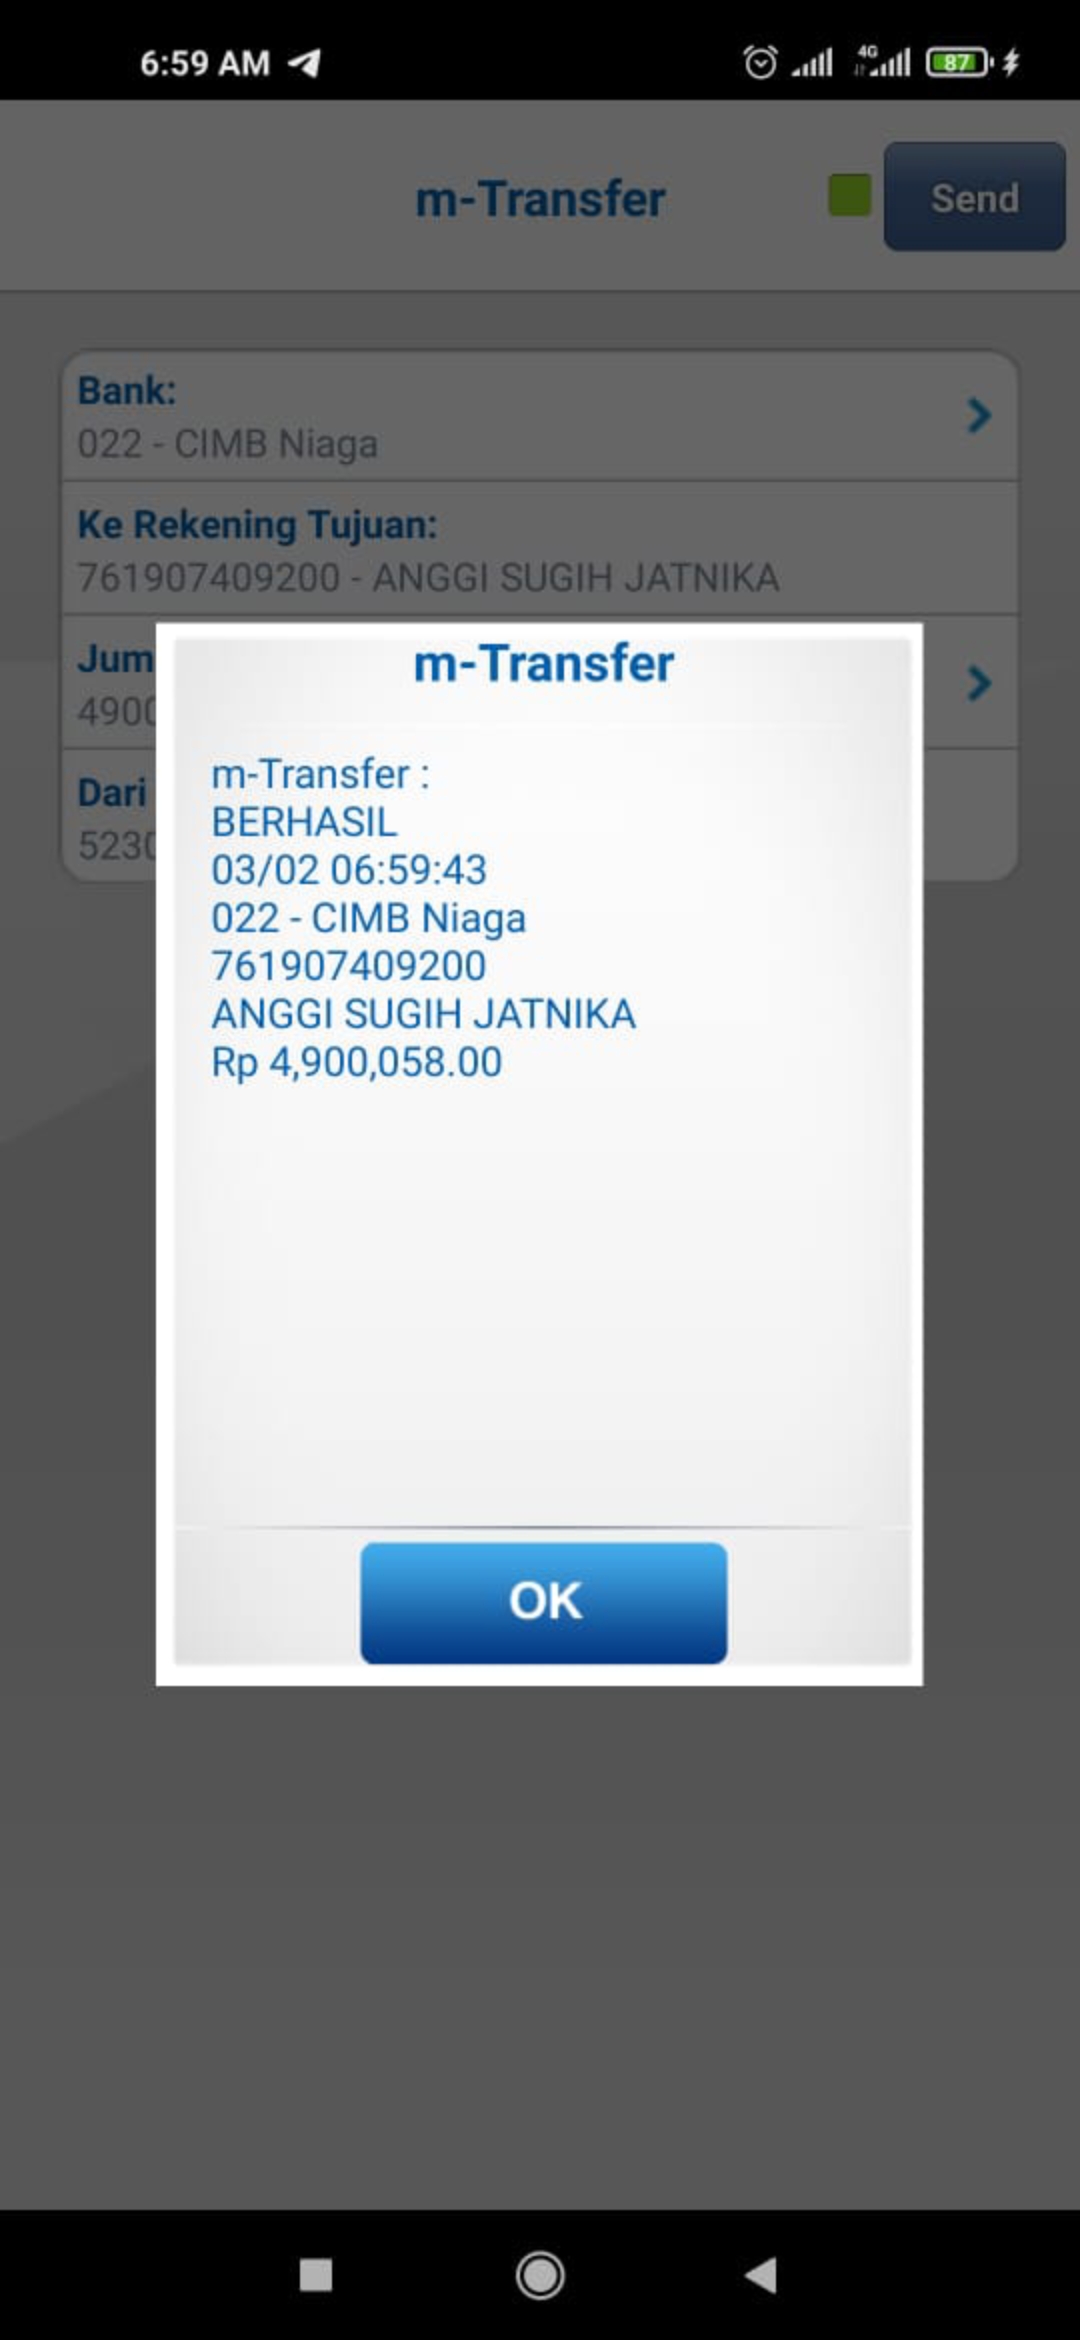 6:59 AM
4G
87
m-Transfer
Send
Bank:
022 - CIMB Niaga
Ke Rekening Tujuan:
761907409200 - ANGGI SUGIH JATNIKA
Jum
4900
Dari
5230
m-Transfer
m-Transfer :
BERHASIL
03/02 06:59:43
022 - CIMB Niaga
761907409200
ANGGI SUGIH JATNIKA
Rp 4,900,058.00
OK